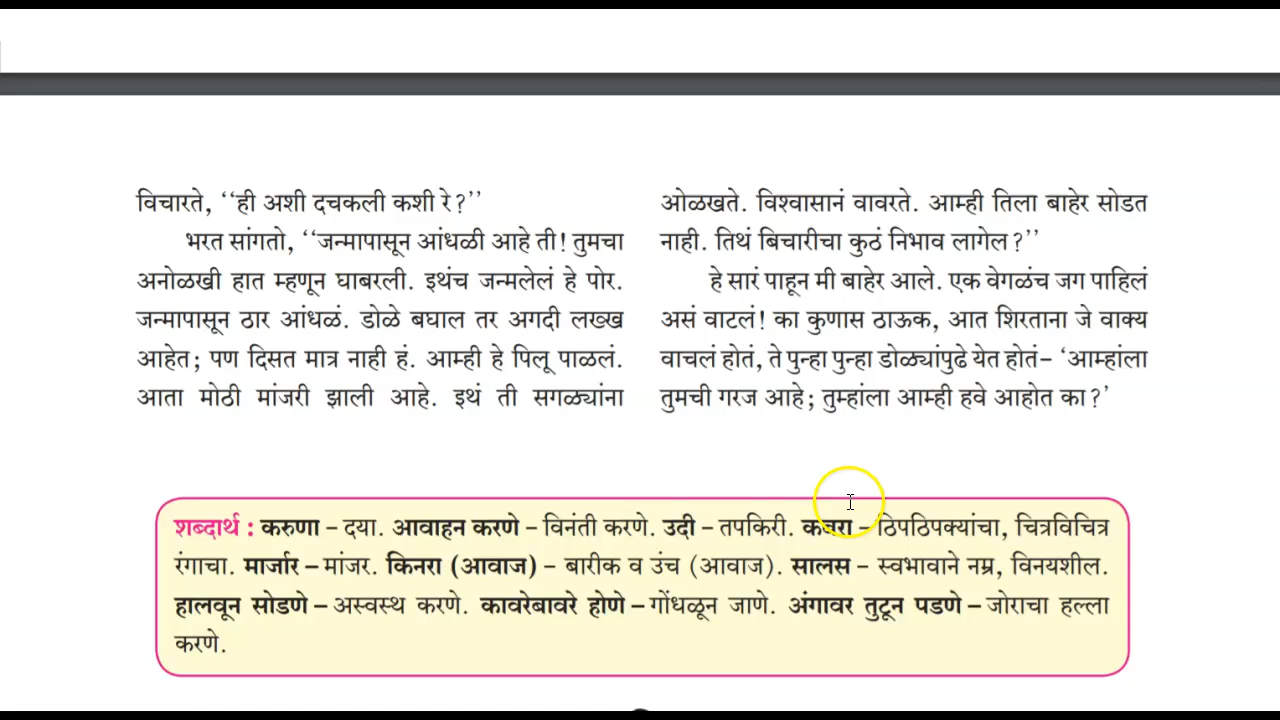 विचारते, ‘‘ही अशी दचकली कशी रे?’’
भरत सांगतो, ‘‘जन्मापासून आंधळी आहे ती! तुमचा
अनोळखी हात म्हणून घाबरली. इथंच जन्मलेलं हे पोर.
जन्मापासून ठार आंधळं. डोळे बघाल तर अगदी लख्ख
आहेत; पण दिसत मात्र नाही हं. आम्ही हे पिलू पाळलं.
आता मोठी मांजरी झाली आहे. इथं ती सगळ्यांना
ओळखते. विश्वासानं वावरते. आम्ही तिला बाहेर सोडत
नाही. तिथं बिचारीचा कुठं निभाव लागेल?’’
हे सारं पाहून मी बाहेर आले. एक वेगळंच जग पाहिलं
असं वाटलं! का कुणास ठाऊक, आत शिरताना जे वाक्य
वाचलं होतं, ते पुन्हा पुन्हा डोळ्यांपुढे येत होतं- ‘आम्हांला
तुमची गरज आहे; तुम्हांला आम्ही हवे आहोत का?’
शब्दार्थ : करुणा – दया. आवाहन करणे – विनंती करणे. उदी – तपकिरी. कबरा – ठिपठिपक्यांचा, चित्रविचित्र
रंगाचा. मार्जार – मांजर. किनरा (आवाज) – बारीक व उंच (आवाज). सालस – स्वभावाने नम्र, विनयशील.
हालवून सोडणे – अस्वस्थ करणे. कावरेबावरे होणे – गोंधळून जाणे. अंगावर तुटून पडणे – जोराचा हल्ला
करणे.